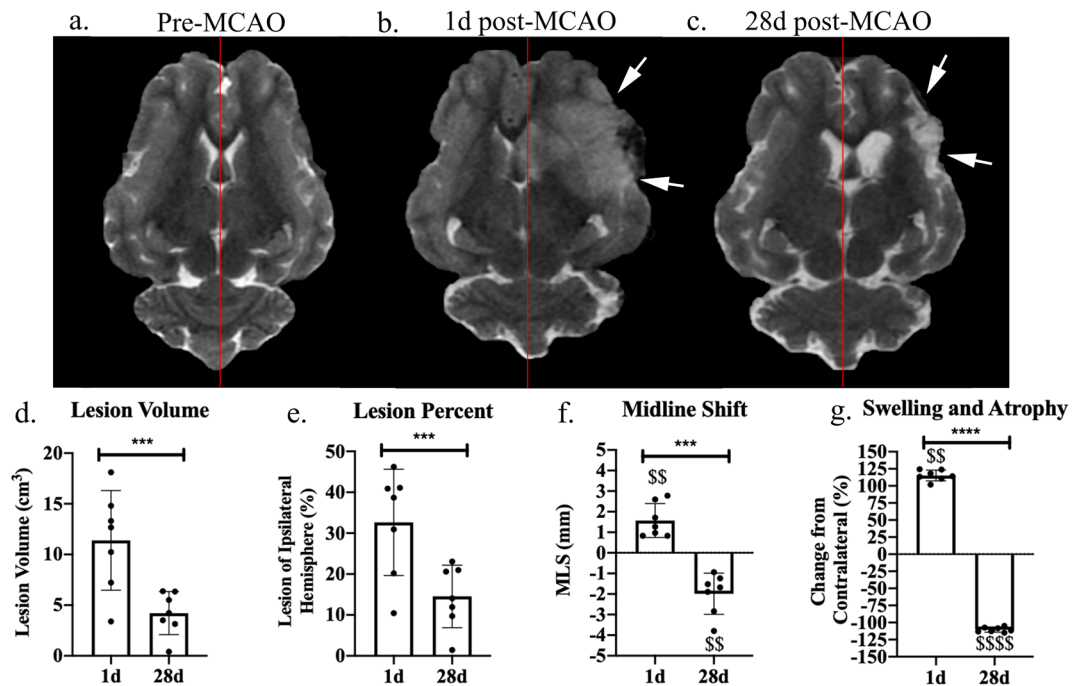 a. Pre-MCAO b. 1d post-MCAO c. 28d post-MCAO
d. Lesion Volume
***
Lesion Volume (cm³)
20
15
10
5
0
1d 28d
e. Lesion Percent
***
Lesion of Ipsilateral
Hemisphere (%)
50
40
30
20
10
0
1d 28d
f. Midline Shift
***
$$
MLS (mm)
5
4
3
2
1
0
-1
-2
-3
-4
-5
$$
1d 28d
g. Swelling and Atrophy
****
$$
Change from
Contralateral (%)
150
125
100
75
50
25
0
-25
-50
-75
-100
-125
-150
$$$$
1d 28d